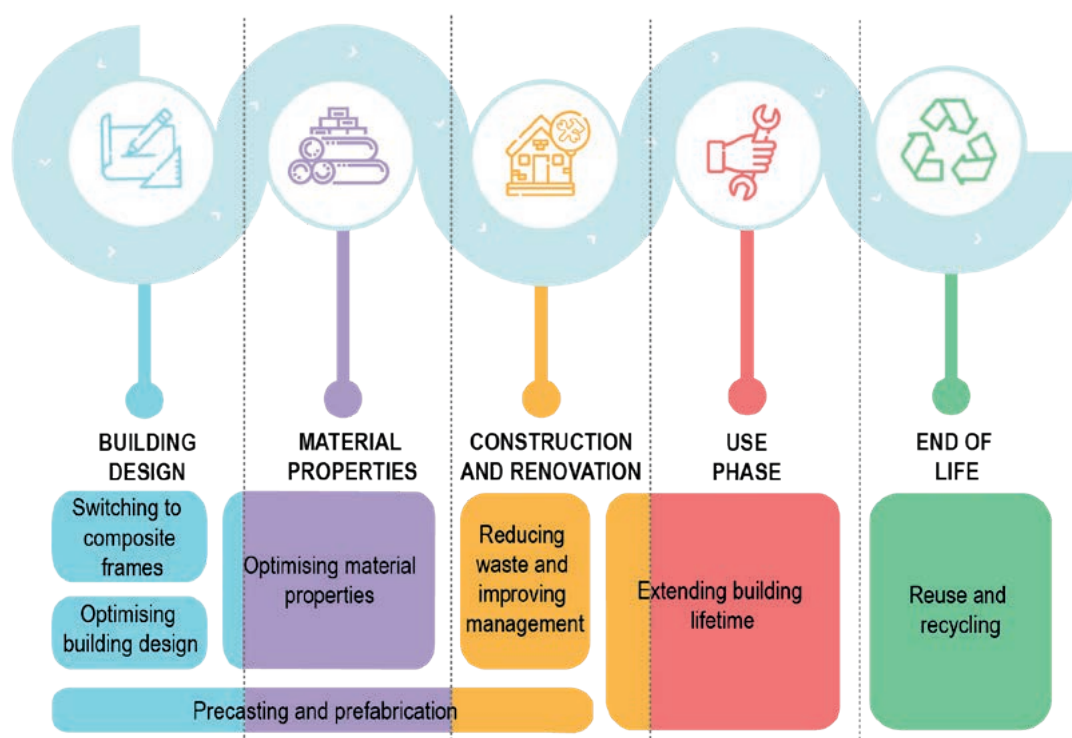 BUILDING
DESIGN
MATERIAL
PROPERTIES
CONSTRUCTION
AND RENOVATION
USE
PHASE
END OF
LIFE
Switching to
composite
frames
Optimising
building design
Optimising material
properties
Reducing
waste and
improving
management
Extending building
lifetime
Reuse and
recycling
Precasting and prefabrication